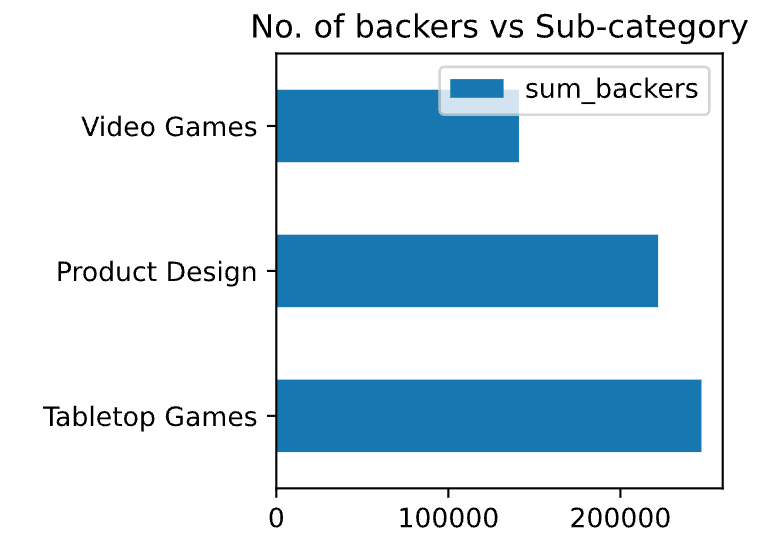 No. of backers vs Sub-category
sum_backers
Video Games
Product Design
Tabletop Games
0 100000 200000